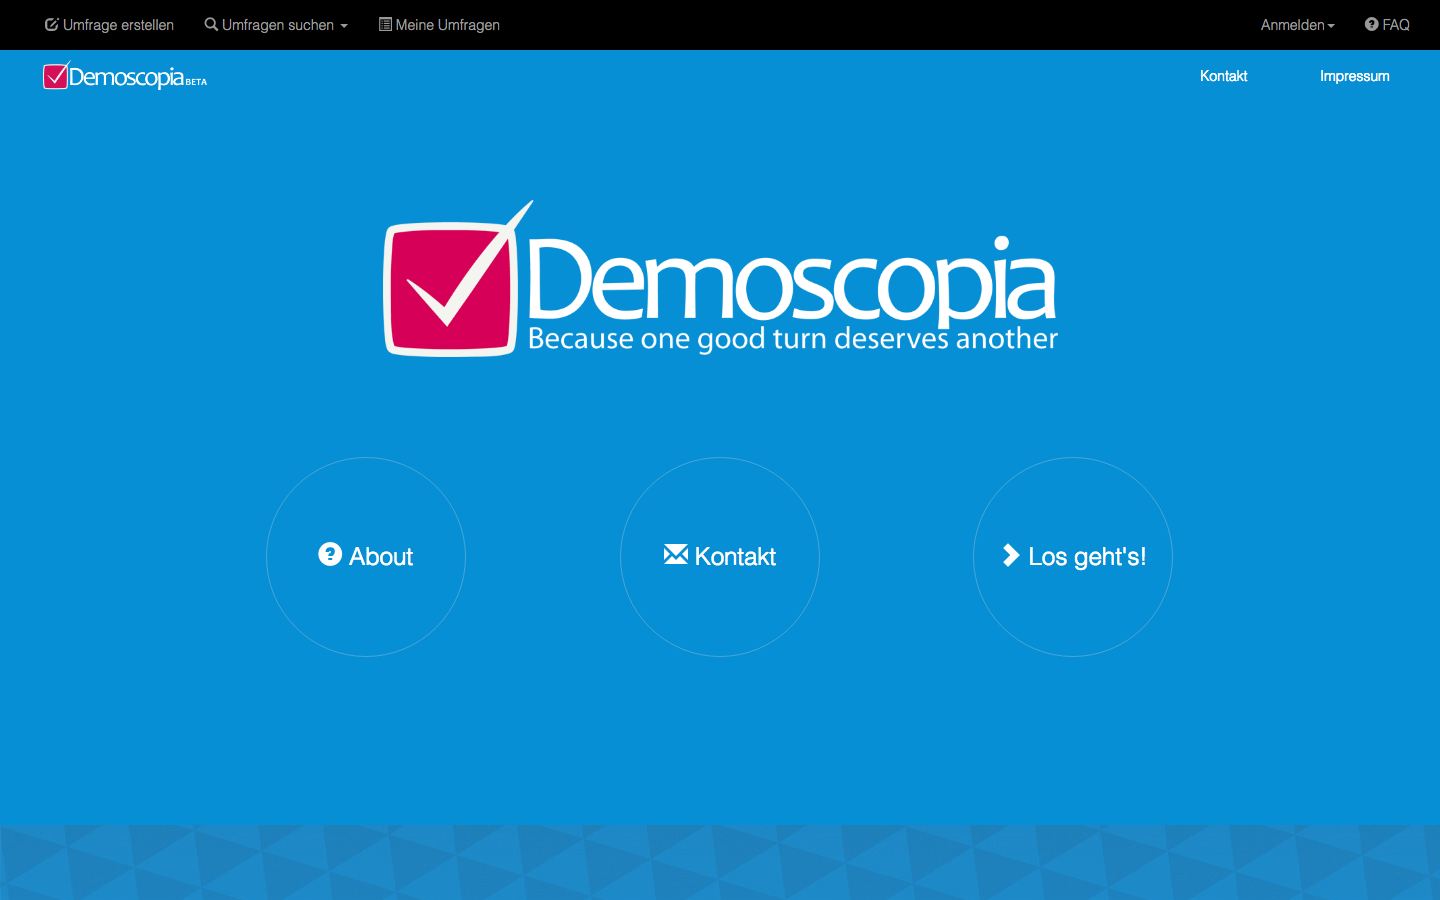 Umfrage erstellen Umfragen suchen Meine Umfragen Anmelden FAQ
Demoscopia BETA Kontakt Impressum
Demoscopia
Because one good turn deserves another
About Kontakt Los geht's!